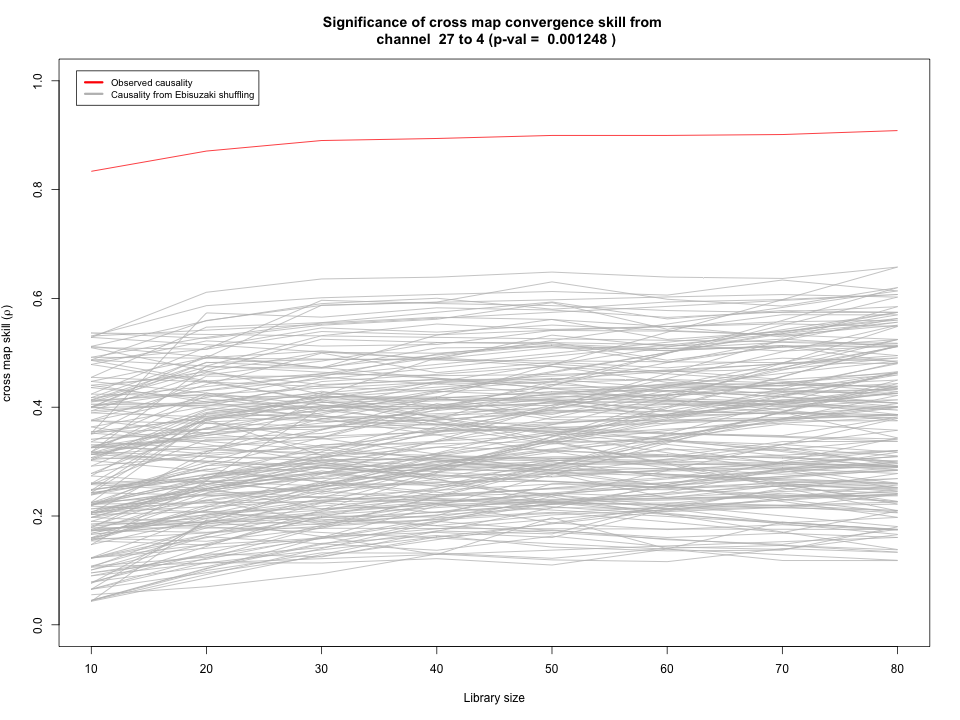 Significance of cross map convergence skill from
channel  27 to 4 (p-val =  0.001248 )
Observed causality
Causality from Ebisuzaki shuffling
cross map skill (ρ)
1.0
0.8
0.6
0.4
0.2
0.0
10 20 30 40 50 60 70 80
Library size